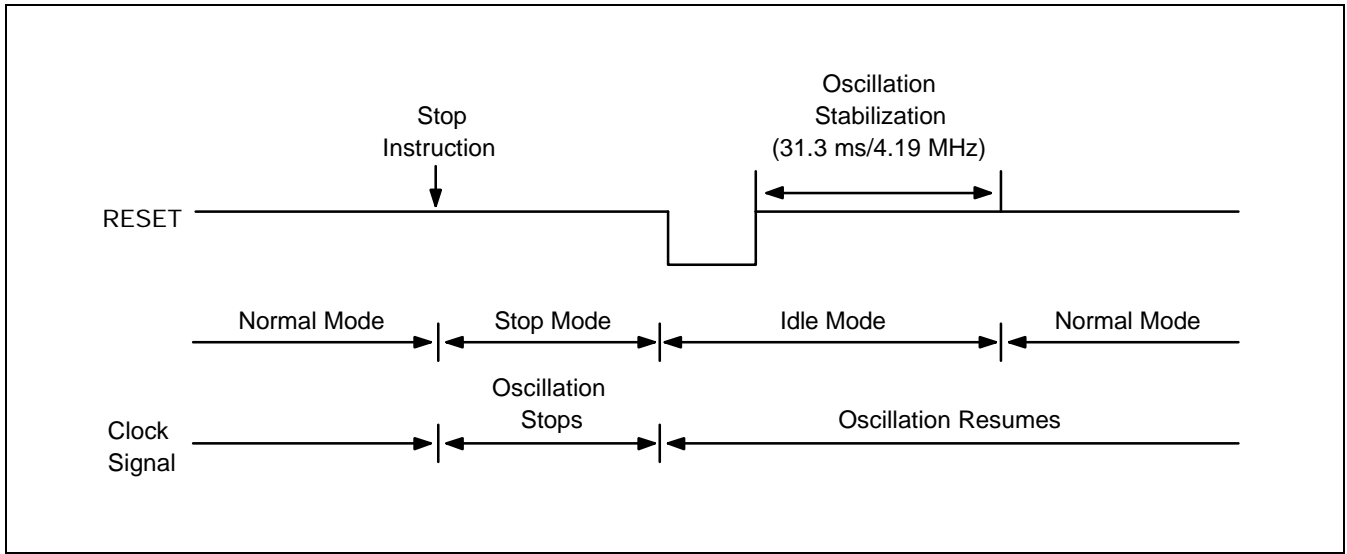 Oscillation
Stabilization
(31.3 ms/4.19 MHz)
Stop
Instruction
RESET
Normal Mode
Stop Mode
Idle Mode
Normal Mode
Oscillation
Stops
Oscillation Resumes
Clock
Signal